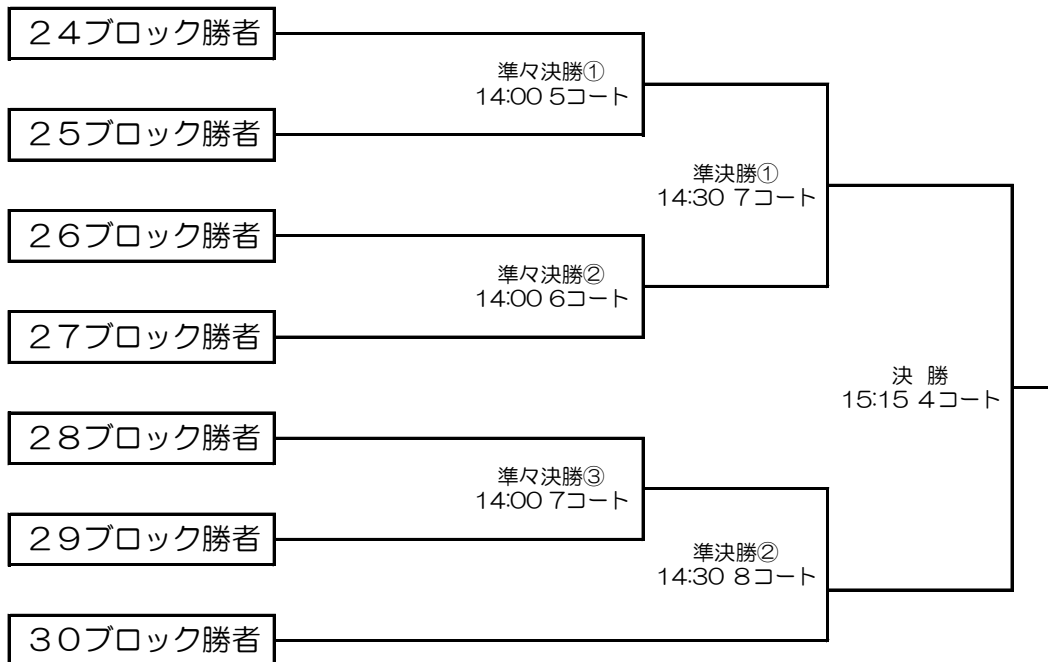 ２４ブロック勝者
準々決勝①
14:00 5コート
２５ブロック勝者
準決勝①
14:30 7コート
２６ブロック勝者
準々決勝②
14:00 6コート
２７ブロック勝者
決 勝
15:15 4コート
２８ブロック勝者
準々決勝③
14:00 7コート
２９ブロック勝者
準決勝②
14:30 8コート
３０ブロック勝者